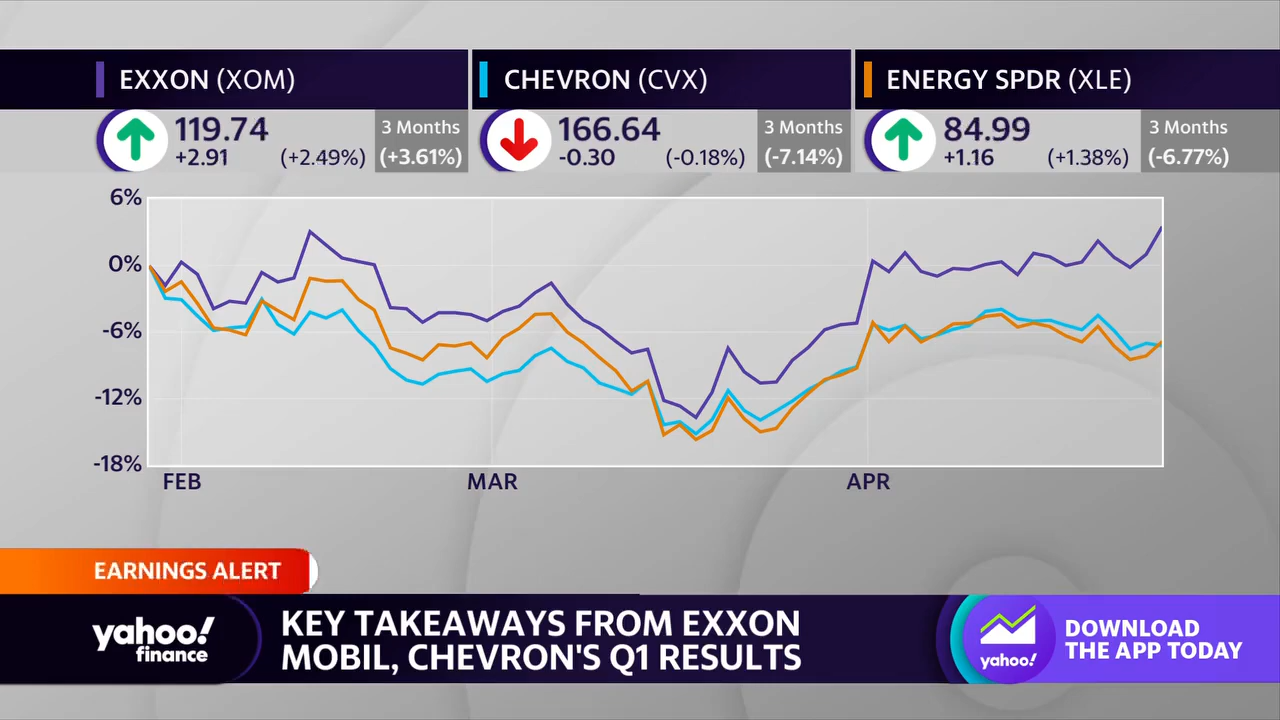 EXXON (XOM)
119.74
+2.91 (+2.49%)
3 Months
(+3.61%)
CHEVRON (CVX)
166.64
-0.30 (-0.18%)
3 Months
(-7.14%)
ENERGY SPDR (XLE)
84.99
+1.16 (+1.38%)
3 Months
(-6.77%)
6%
0%
-6%
-12%
-18%
FEB MAR APR
EARNINGS ALERT
yahoo!
finance
KEY TAKEAWAYS FROM EXXON
MOBIL, CHEVRON'S Q1 RESULTS
yahoo!
DOWNLOAD
THE APP TODAY